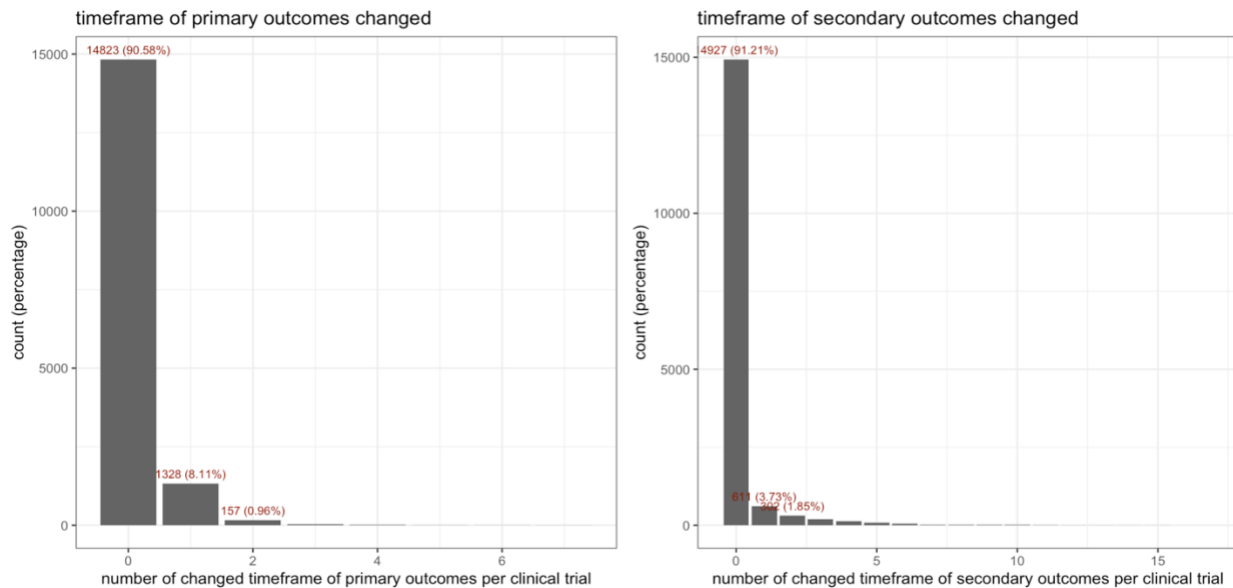 timeframe of primary outcomes changed
14823 (90.58%)
15000
10000
5000
0
count (percentage)
1328 (8.11%)
157 (0.96%)
0 2 4 6
number of changed timeframe of primary outcomes per clinical trial
timeframe of secondary outcomes changed
4927 (91.21%)
15000
10000
5000
0
count (percentage)
611 (3.73%)
302 (1.85%)
0 5 10 15
number of changed timeframe of secondary outcomes per clinical trial